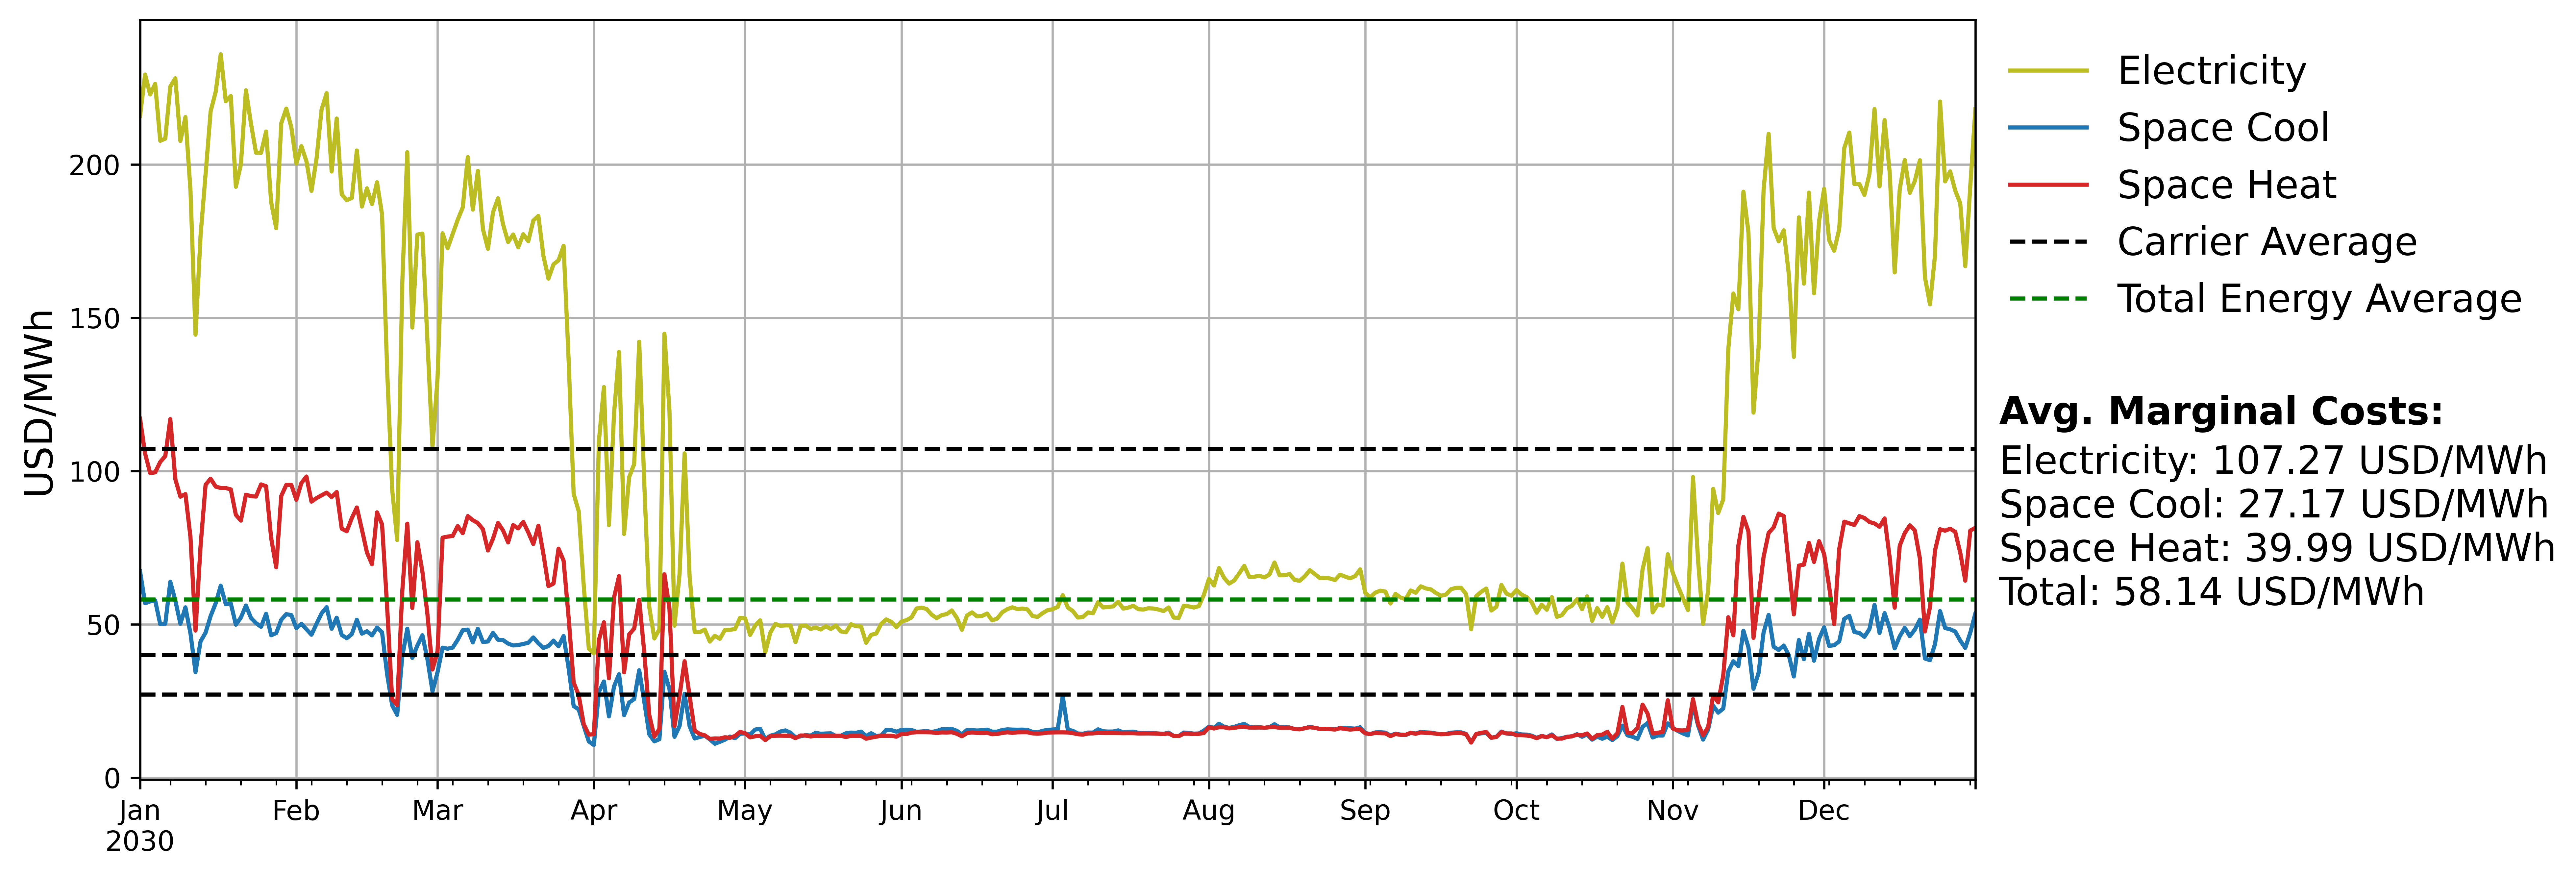 USD/MWh
200
150
100
50
0
Jan Feb Mar Apr May Jun Jul Aug Sep Oct Nov Dec
2030
Electricity
Space Cool
Space Heat
Carrier Average
Total Energy Average
Avg. Marginal Costs:
Electricity: 107.27 USD/MWh
Space Cool: 27.17 USD/MWh
Space Heat: 39.99 USD/MWh
Total: 58.14 USD/MWh